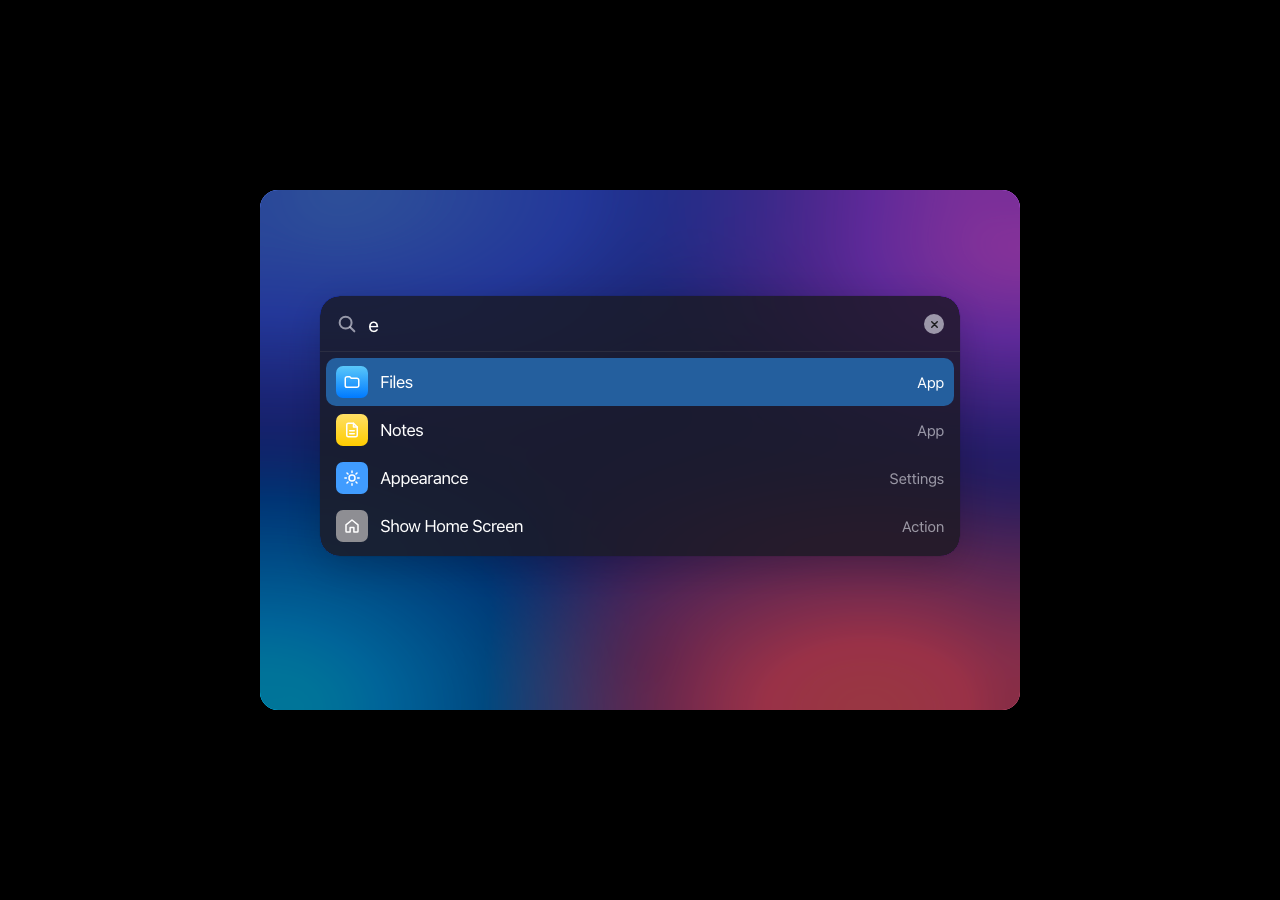 e
Files App
Notes App
Appearance Settings
Show Home Screen Action